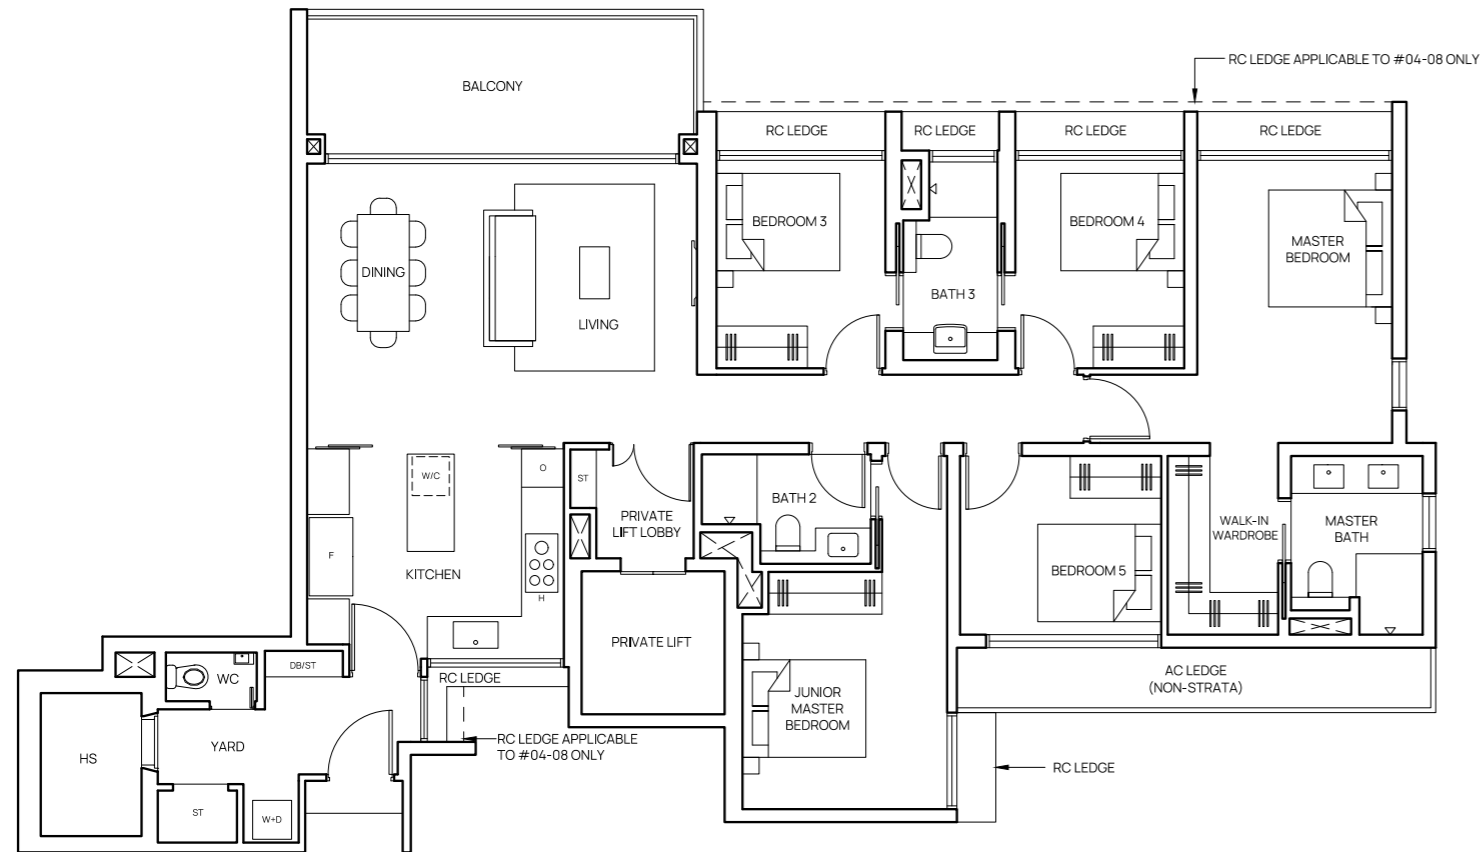 BALCONY
RC LEDGE APPLICABLE TO #04-08 ONLY
RC LEDGE
RC LEDGE
RC LEDGE
RC LEDGE
BEDROOM 3
BEDROOM 4
MASTER
BEDROOM
DINING
BATH 3
LIVING
O
W/C
ST
BATH 2
PRIVATE
LIFT LOBBY
WALK-IN
WARDROBE
MASTER
BATH
F
KITCHEN
BEDROOM 5
H
PRIVATE LIFT
DB/ST
WC
RC LEDGE
AC LEDGE
(NON-STRATA)
JUNIOR
MASTER
BEDROOM
HS
YARD
RC LEDGE APPLICABLE
TO #04-08 ONLY
RC LEDGE
ST
W+D